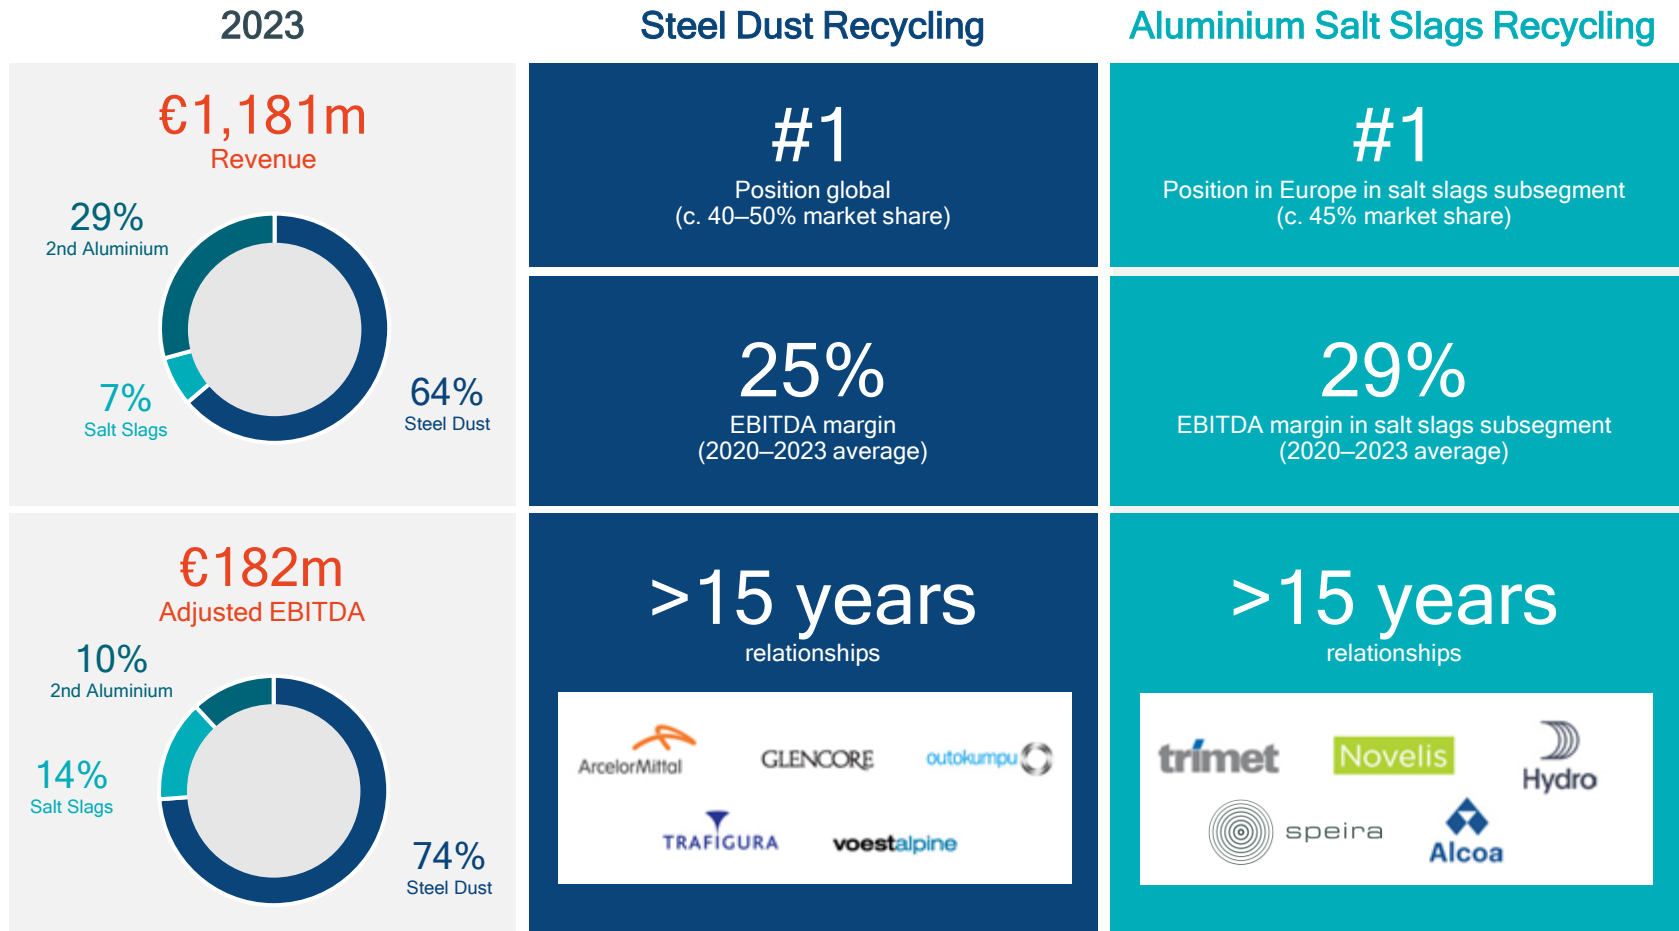 2023
€1,181m
Revenue
29%
2nd Aluminium
7%
Salt Slags
64%
Steel Dust
€182m
Adjusted EBITDA
10%
2nd Aluminium
14%
Salt Slags
74%
Steel Dust
Steel Dust Recycling
#1
Position global
(c. 40–50% market share)
25%
EBITDA margin
(2020–2023 average)
>15 years
relationships
ArcelorMittal
GLENCORE
outokumpu
TRAFIGURA
voestalpine
Aluminium Salt Slags Recycling
#1
Position in Europe in salt slags subsegment
(c. 45% market share)
29%
EBITDA margin in salt slags subsegment
(2020–2023 average)
>15 years
relationships
trimet
Novelis
Hydro
speira
Alcoa